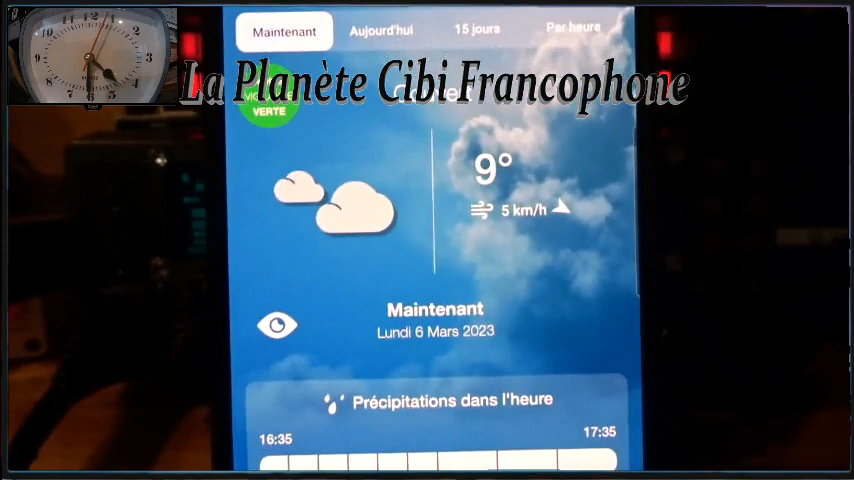 Maintenant Aujourd'hui 15 jours Par heure
La Planète Cibi Francophone
VERTE
9°
5 km/h
Maintenant
Lundi 6 Mars 2023
Précipitations dans l'heure
16:35 17:35